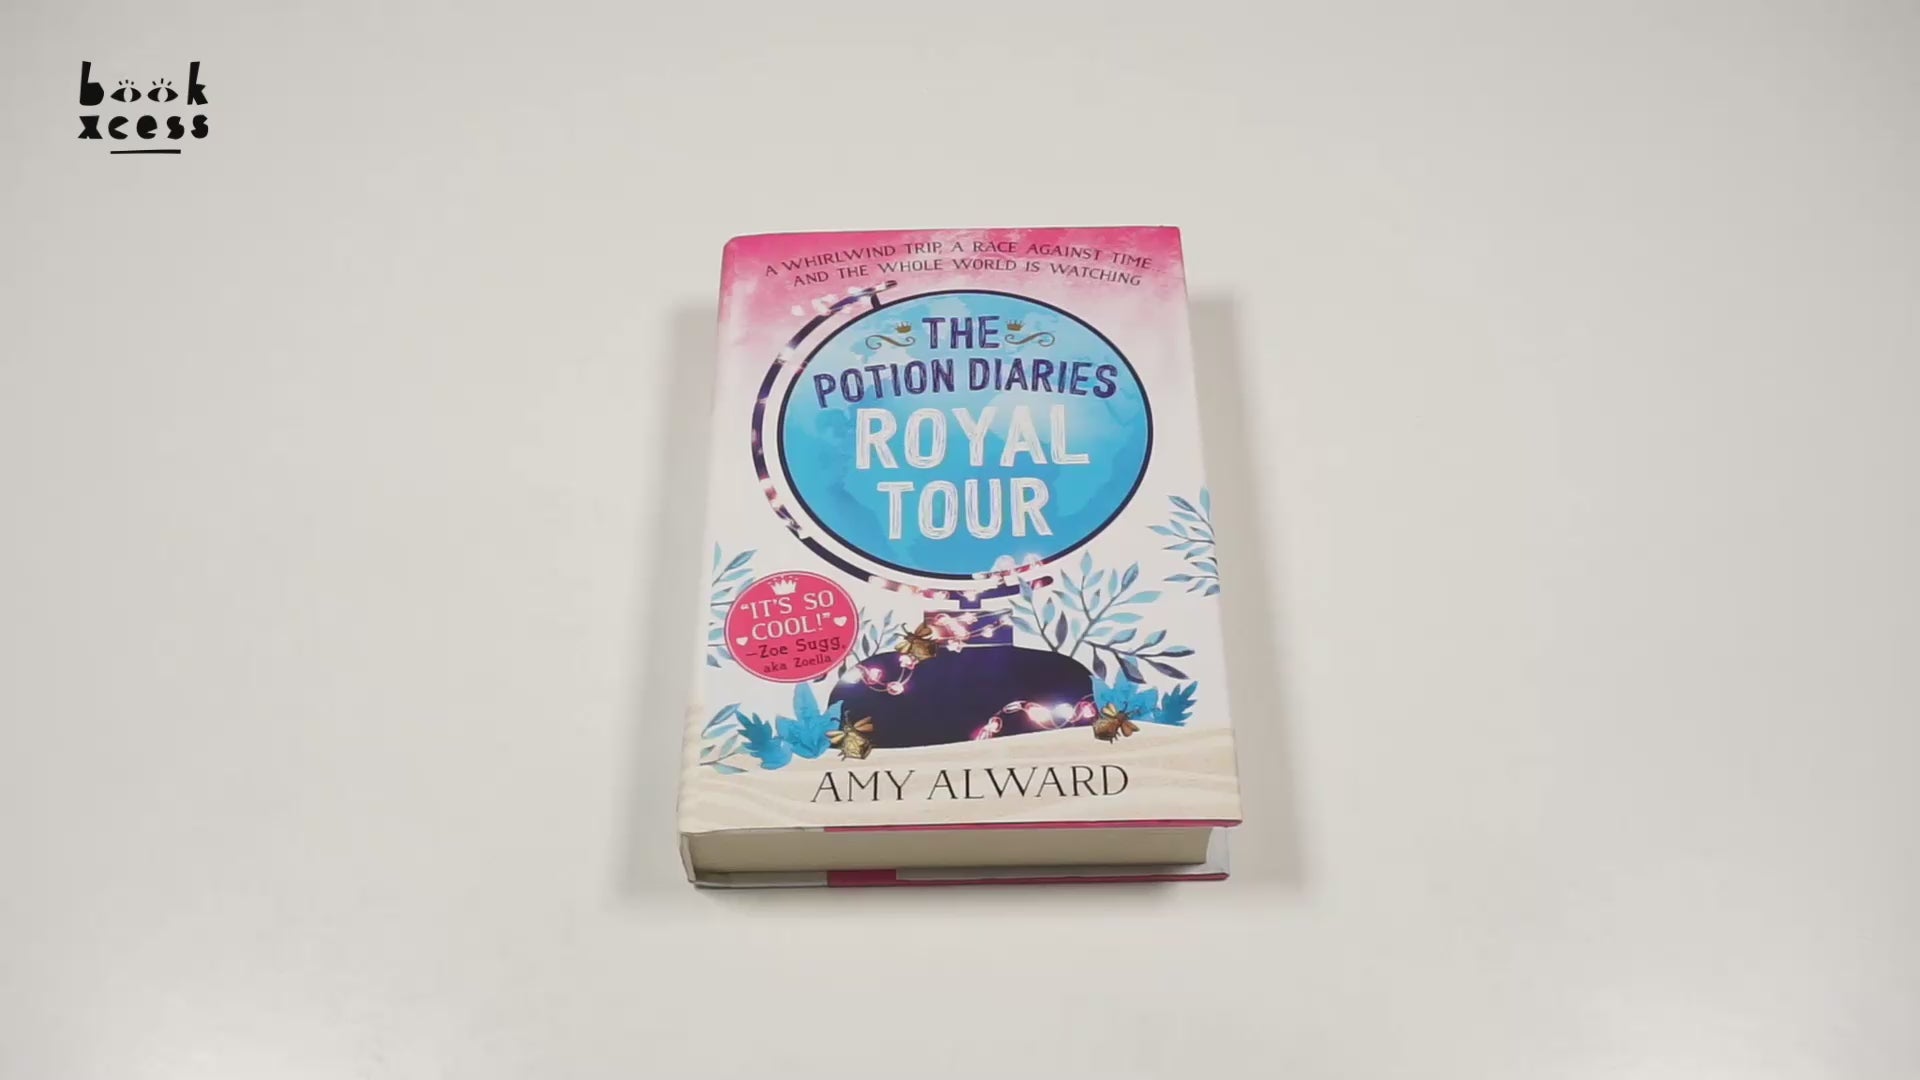 book
xcess
A WHIRLWIND TRIP, A RACE AGAINST TIME...
AND THE WHOLE WORLD IS WATCHING
THE
POTION DIARIES
ROYAL
TOUR
"IT'S SO
COOL!"
—Zoe Sugg,
aka Zoella
AMY ALWARD